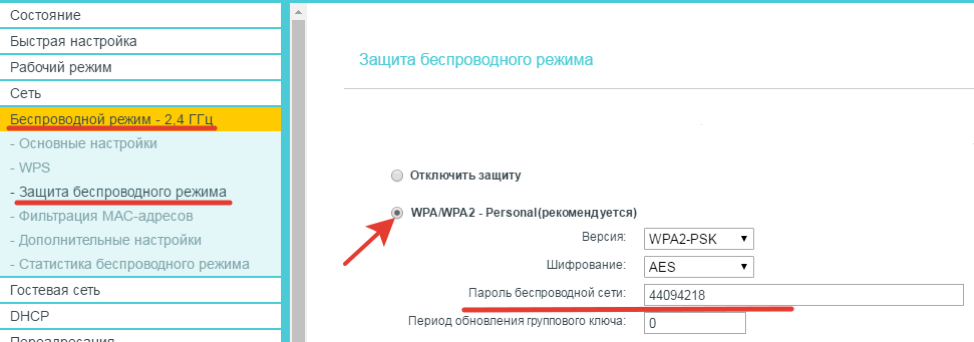 Состояние
Быстрая настройка
Рабочий режим
Сеть
Беспроводной режим - 2,4 ГГц
- Основные настройки
- WPS
- Защита беспроводного режима
- Фильтрация MAC-адресов
- Дополнительные настройки
- Статистика беспроводного режима
Гостевая сеть
DHCP
Переадресация
Защита беспроводного режима
Отключить защиту
WPA/WPA2 - Personal(рекомендуется)
Версия: WPA2-PSK
Шифрование: AES
Пароль беспроводной сети: 44094218
Период обновления группового ключа: 0